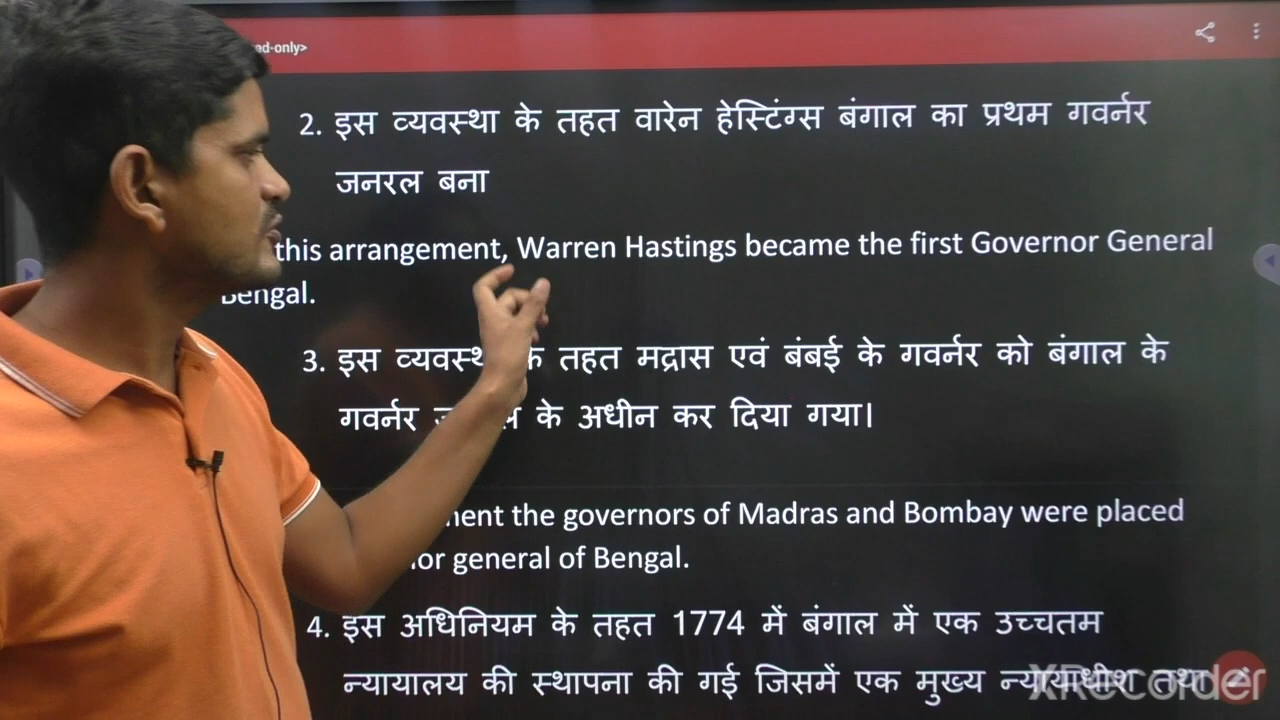 ed-only>
2. इस व्यवस्था के तहत वारेन हेस्टिंग्स बंगाल का प्रथम गवर्नर
जनरल बना
this arrangement, Warren Hastings became the first Governor General
Bengal.
3. इस के तहत मद्रास एवं बंबई के गवर्नर को बंगाल के
गवर्नर के अधीन कर दिया गया।
the governors of Madras and Bombay were placed
general of Bengal.
4. इस अधिनियम के तहत 1774 में बंगाल में एक उच्चतम
न्यायालय की स्थापना की गई जिसमें एक मुख्य न्यायाधीश तथा
XRecorder